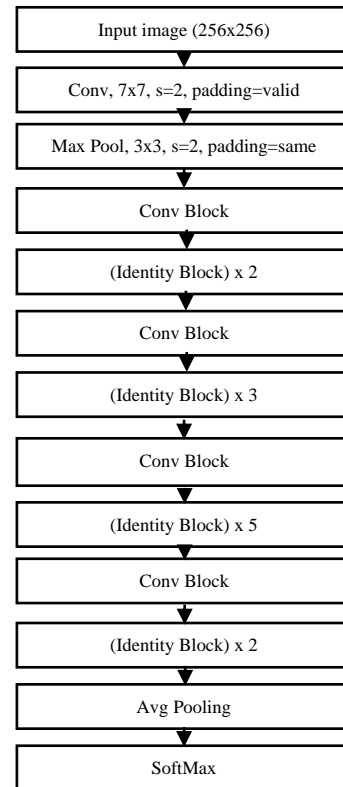 Input image (256x256)
Conv, 7x7, s=2, padding=valid
Max Pool, 3x3, s=2, padding=same
Conv Block
(Identity Block) x 2
Conv Block
(Identity Block) x 3
Conv Block
(Identity Block) x 5
Conv Block
(Identity Block) x 2
Avg Pooling
SoftMax